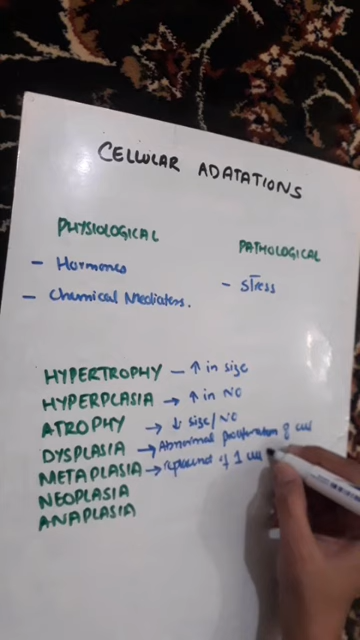 CELLULAR ADATATIONS
PHYSIOLOGICAL
PATHOLOGICAL
- Hormones
- Stress
- Chemical Mediators.
HYPERTROPHY - ↑ in size
HYPERPLASIA → ↑ in NO
ATROPHY → ↓ size/NO
DYSPLASIA → Abnormal proliferation of cell
METAPLASIA → of 1 cell
NEOPLASIA
ANAPLASIA